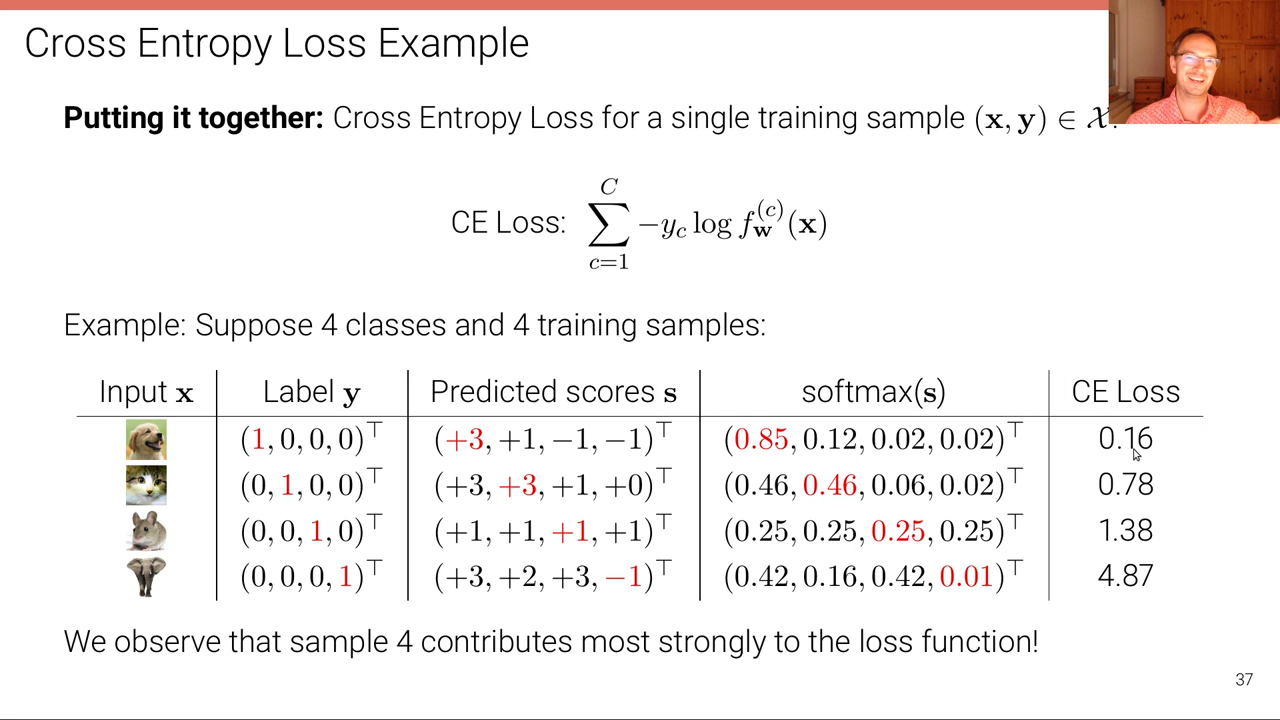 Cross Entropy Loss Example
Putting it together: Cross Entropy Loss for a single training sample (x, y) ∈ 𝒳:
CE Loss: \sum_{c=1}^{C} -y_c \log f_{\mathbf{w}}^{(c)}(\mathbf{x})
Example: Suppose 4 classes and 4 training samples:
Input x Label y Predicted scores s softmax(s) CE Loss
(1, 0, 0, 0)⊤ (+3, +1, −1, −1)⊤ (0.85, 0.12, 0.02, 0.02)⊤ 0.16
(0, 1, 0, 0)⊤ (+3, +3, +1, +0)⊤ (0.46, 0.46, 0.06, 0.02)⊤ 0.78
(0, 0, 1, 0)⊤ (+1, +1, +1, +1)⊤ (0.25, 0.25, 0.25, 0.25)⊤ 1.38
(0, 0, 0, 1)⊤ (+3, +2, +3, −1)⊤ (0.42, 0.16, 0.42, 0.01)⊤ 4.87
We observe that sample 4 contributes most strongly to the loss function!
37